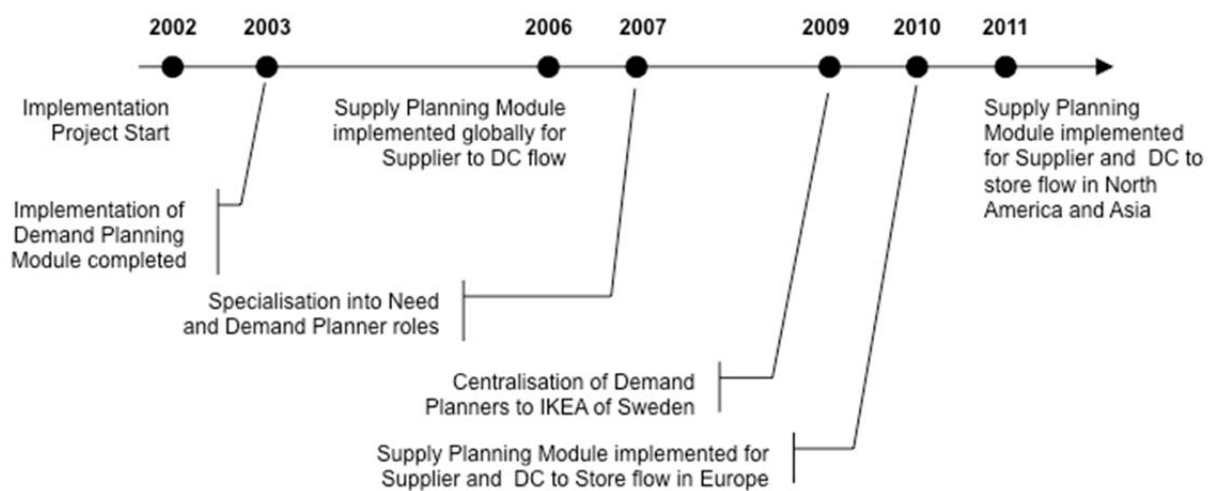 2002 2003 2006 2007 2009 2010 2011
Implementation
Project Start
Supply Planning Module
implemented globally for
Supplier to DC flow
Supply Planning
Module implemented
for Supplier and DC to
store flow in North
America and Asia
Implementation of
Demand Planning
Module completed
Specialisation into Need
and Demand Planner roles
Centralisation of Demand
Planners to IKEA of Sweden
Supply Planning Module implemented for
Supplier and DC to Store flow in Europe